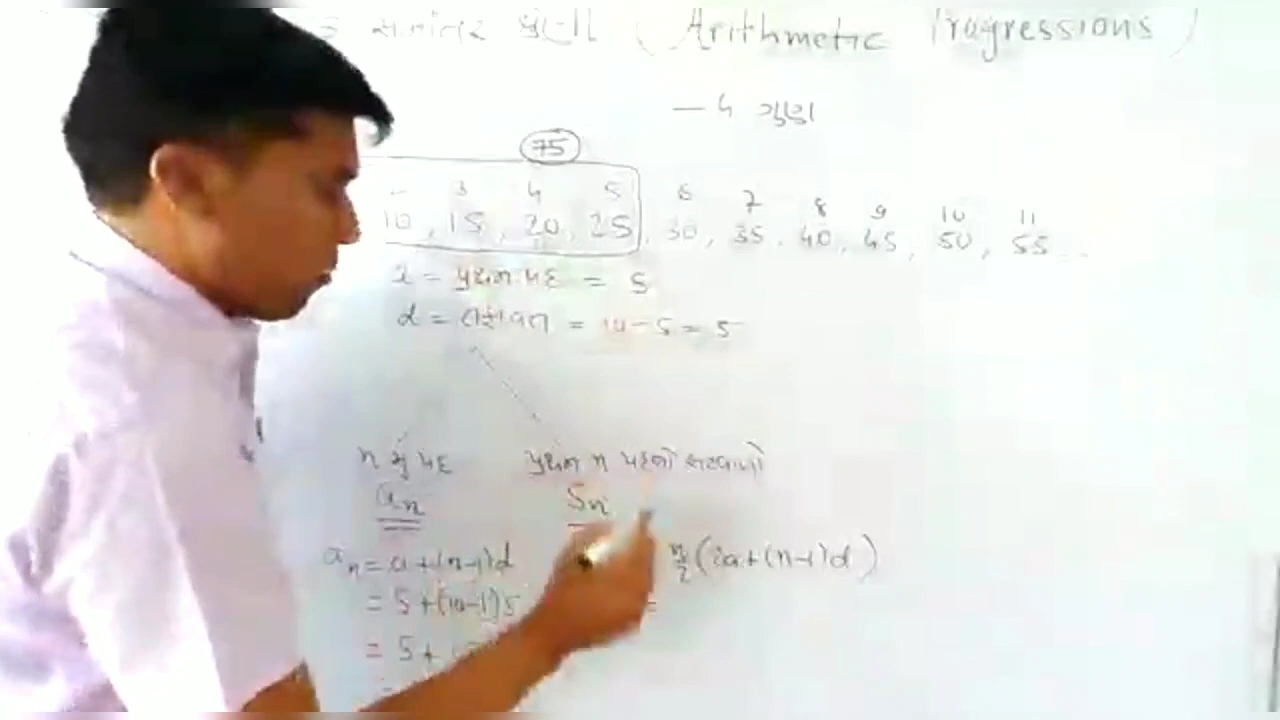 સમાંતર શ્રેણી (Arithmetic Progressions)
— 4 ગુણ
75
3 4 5 6 7 8 9 10 11
10, 15, 20, 25, 30, 35, 40, 45, 50, 55 ...
a = પ્રથમ પદ = 5
d = તફાવત = 10 - 5 = 5
n મું પદ પ્રથમ n પદનો સરવાળો
an Sn
an = a + (n-1)d n/2 (2a + (n-1)d)
= 5 + (10-1)5 =
= 5 +